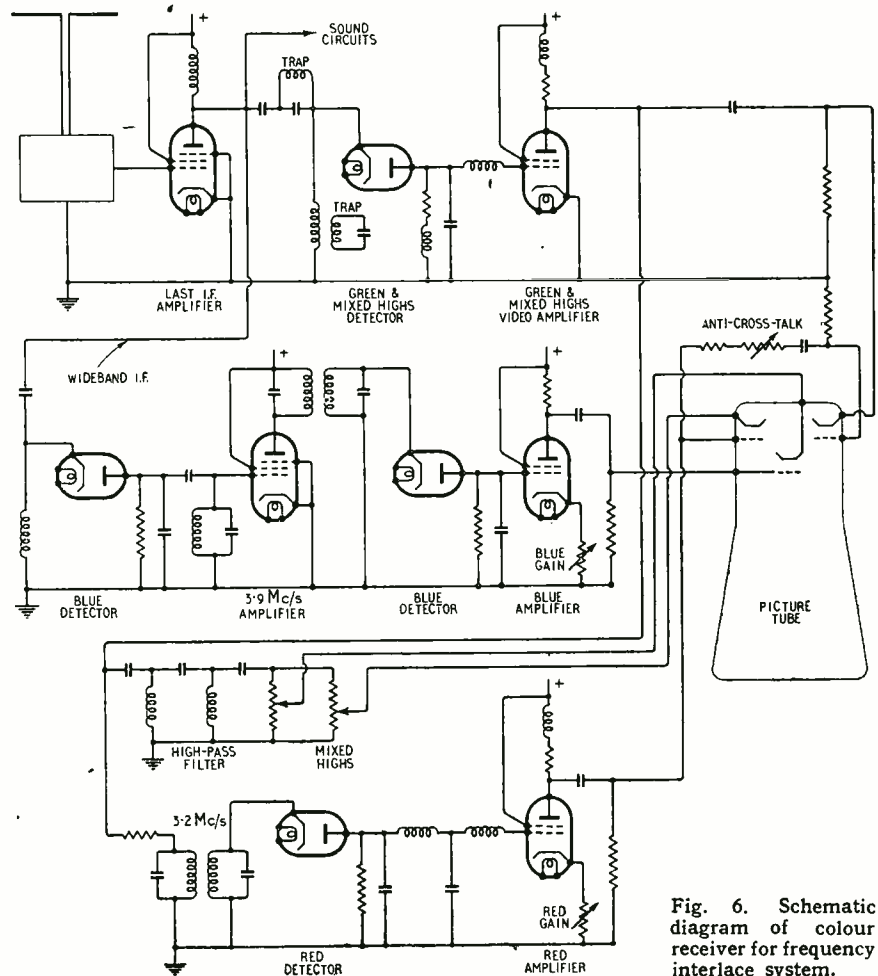 +
+
SOUND
CIRCUITS
TRAP
TRAP
LAST I.F.
AMPLIFIER
GREEN &
MIXED HIGHS
DETECTOR
GREEN &
MIXED HIGHS
VIDEO AMPLIFIER
ANTI-CROSS-TALK
WIDEBAND I.F.
+
+
BLUE
GAIN
BLUE
DETECTOR
3·9 Mc/s
AMPLIFIER
BLUE
DETECTOR
BLUE
AMPLIFIER
PICTURE
TUBE
+
HIGH-PASS
FILTER
MIXED
HIGHS
3·2 Mc/s
RED
GAIN
RED
DETECTOR
RED
AMPLIFIER
Fig. 6. Schematic
diagram of colour
receiver for frequency
interlace system.